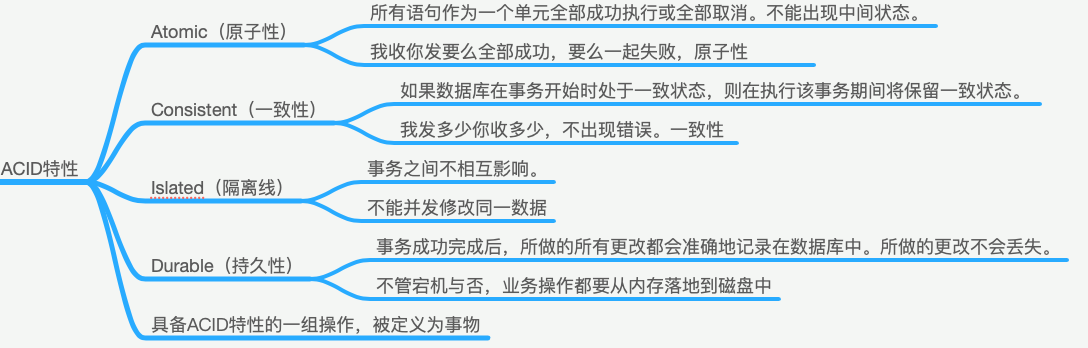 ACID特性
Atomic（原子性）
所有语句作为一个单元全部成功执行或全部取消。不能出现中间状态。
我收你发要么全部成功，要么一起失败，原子性
Consistent（一致性）
如果数据库在事务开始时处于一致状态，则在执行该事务期间将保留一致状态。
我发多少你收多少，不出现错误。一致性
Islated（隔离线）
事务之间不相互影响。
不能并发修改同一数据
Durable（持久性）
事务成功完成后，所做的所有更改都会准确地记录在数据库中。所做的更改不会丢失。
不管宕机与否，业务操作都要从内存落地到磁盘中
具备ACID特性的一组操作，被定义为事物